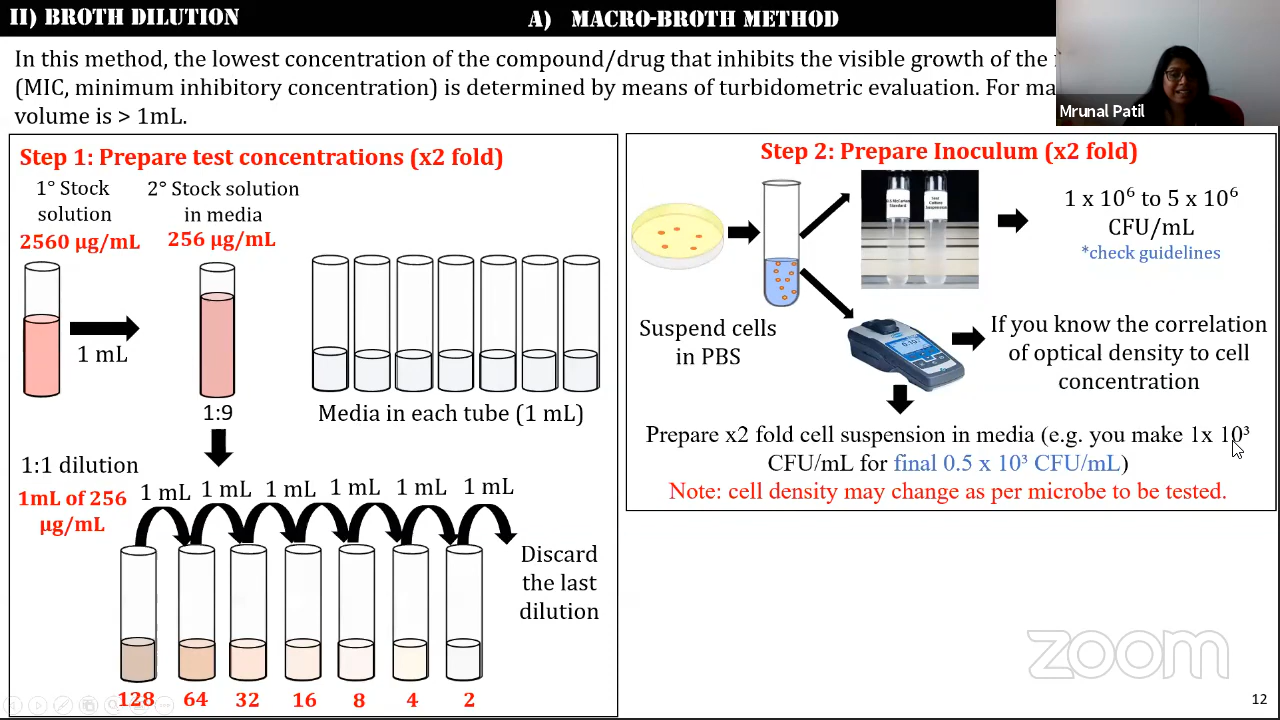 II) BROTH DILUTION
A) MACRO-BROTH METHOD
In this method, the lowest concentration of the compound/drug that inhibits the visible growth of the
(MIC, minimum inhibitory concentration) is determined by means of turbidometric evaluation. For
volume is > 1mL.
Mrunal Patil
Step 1: Prepare test concentrations (x2 fold)
1° Stock
solution
2560 µg/mL
2° Stock solution
in media
256 µg/mL
1 mL
1:9
Media in each tube (1 mL)
1:1 dilution
1mL of 256
µg/mL
1 mL 1 mL 1 mL 1 mL 1 mL 1 mL
Discard
the last
dilution
128 64 32 16 8 4 2
Step 2: Prepare Inoculum (x2 fold)
Suspend cells
in PBS
1 x 10⁶ to 5 x 10⁶
CFU/mL
*check guidelines
If you know the correlation
of optical density to cell
concentration
Prepare x2 fold cell suspension in media (e.g. you make 1x 10³
CFU/mL for final 0.5 x 10³ CFU/mL)
Note: cell density may change as per microbe to be tested.
zoom
12